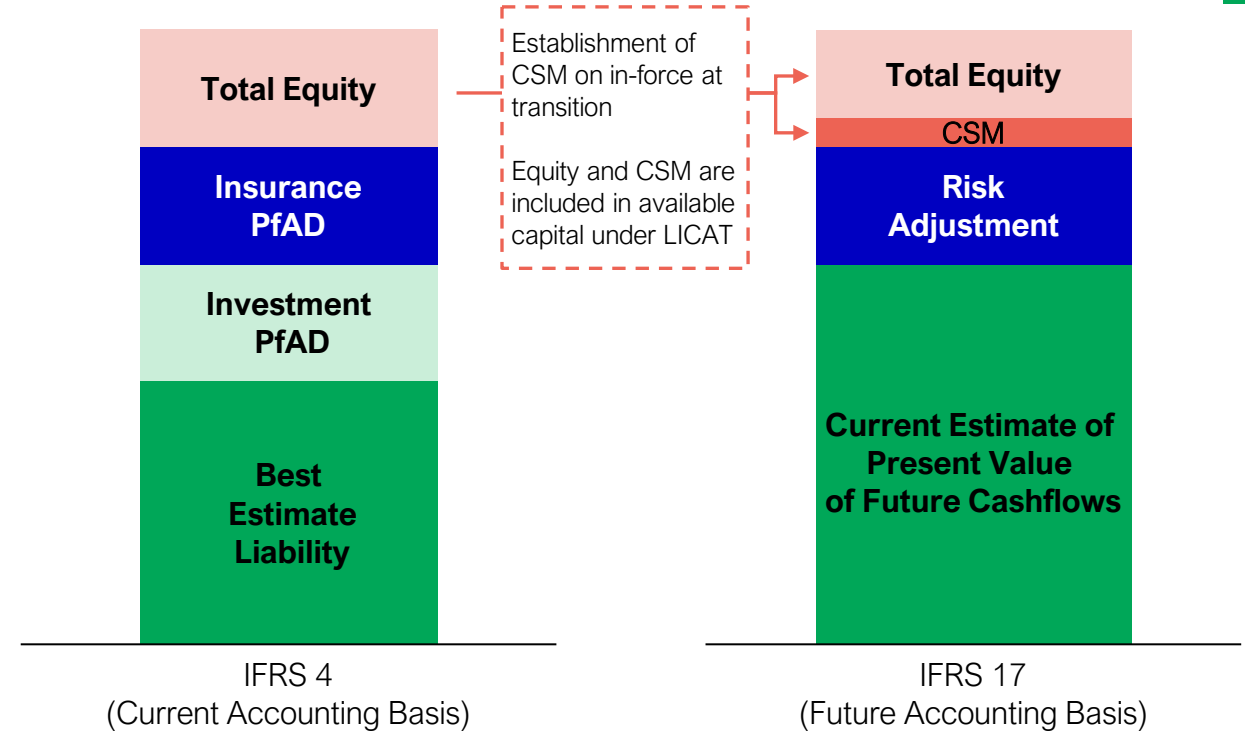 Total Equity
Insurance
PfAD
Investment
PfAD
Best
Estimate
Liability
IFRS 4
(Current Accounting Basis)
Establishment of
CSM on in-force at
transition
Equity and CSM are
included in available
capital under LICAT
Total Equity
CSM
Risk
Adjustment
Current Estimate of
Present Value
of Future Cashflows
IFRS 17
(Future Accounting Basis)